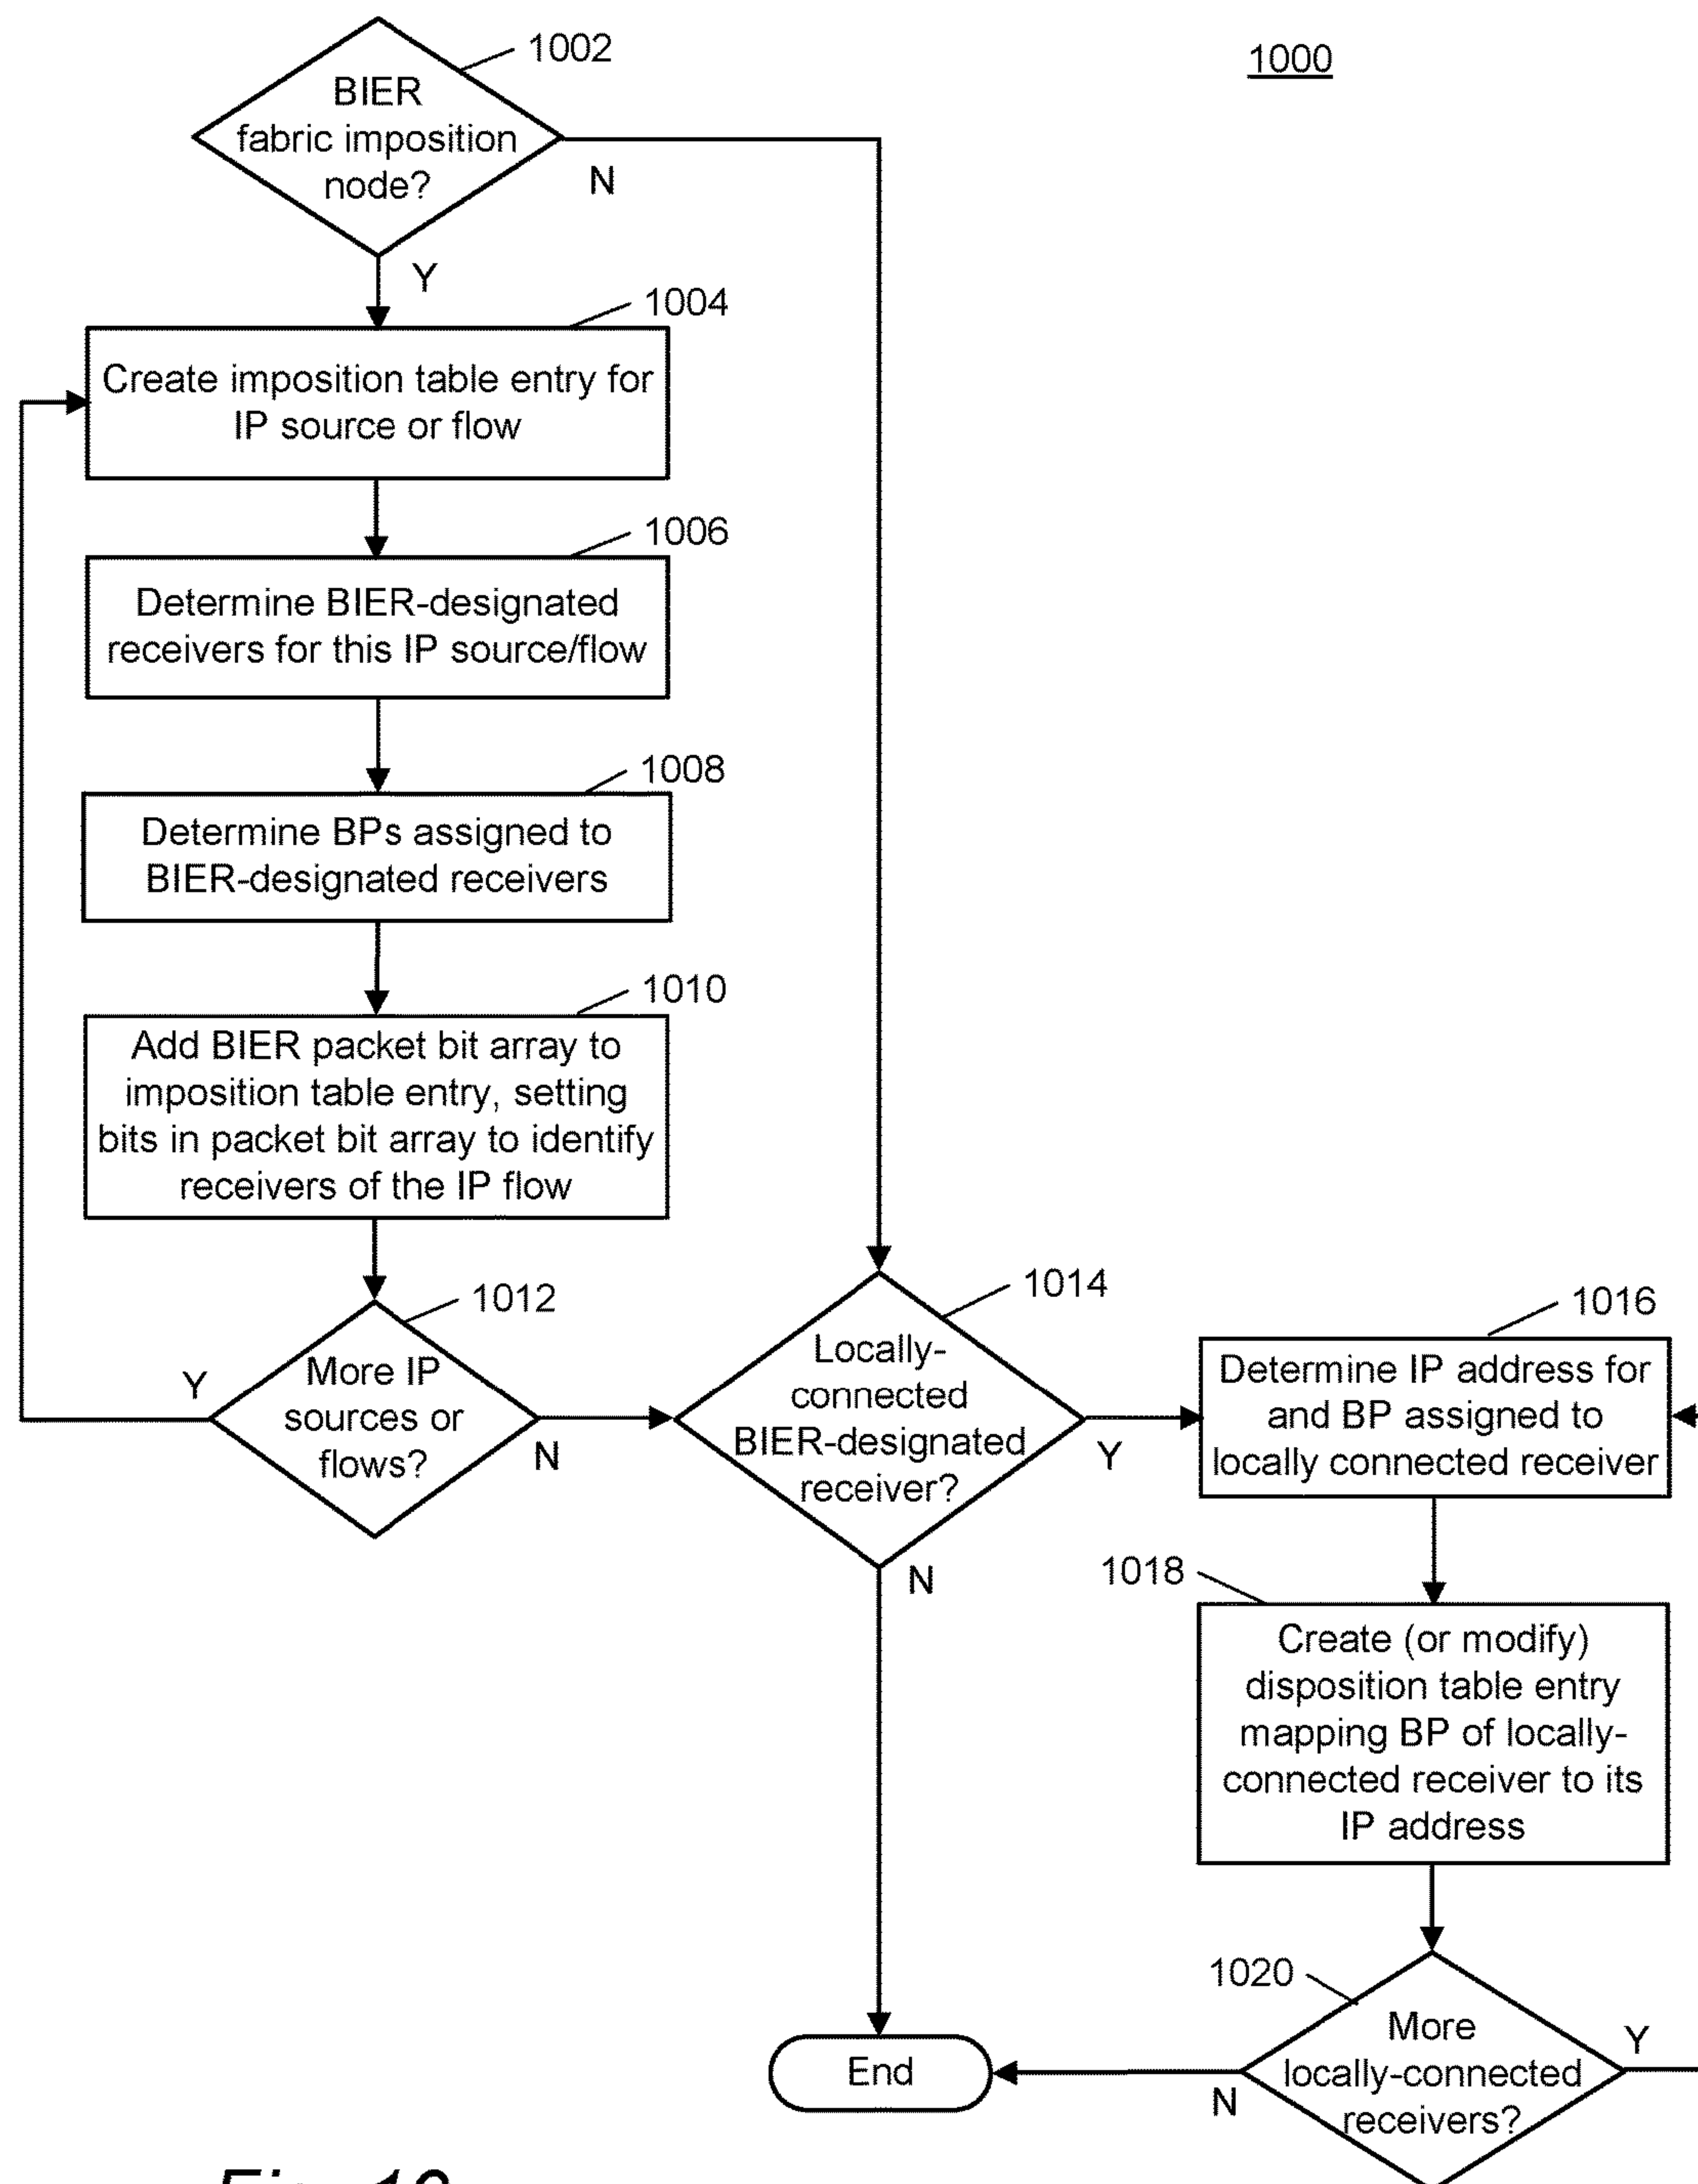 1000
1002
BIER
fabric imposition
node?
N
Y
1004
Create imposition table entry for
IP source or flow
1006
Determine BIER-designated
receivers for this IP source/flow
1008
Determine BPs assigned to
BIER-designated receivers
1010
Add BIER packet bit array to
imposition table entry, setting
bits in packet bit array to identify
receivers of the IP flow
1012
More IP
sources or
flows?
Y
N
1014
Locally-
connected
BIER-designated
receiver?
Y
N
1016
Determine IP address for
and BP assigned to
locally connected receiver
1018
Create (or modify)
disposition table entry
mapping BP of locally-
connected receiver to its
IP address
1020
More
locally-connected
receivers?
Y
N
End